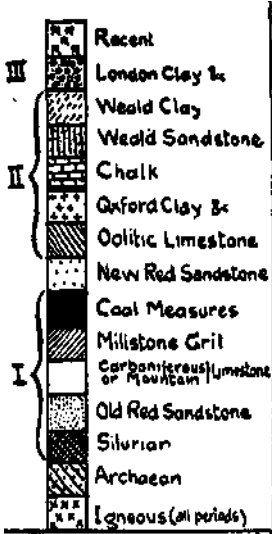 Recent
III London Clay &c
Weald Clay
Weald Sandstone
II Chalk
Oxford Clay &c
Oolitic Limestone
New Red Sandstone
Coal Measures
Millstone Grit
I Carboniferous or Mountain } Limestone
Old Red Sandstone
Silurian
Archaean
Igneous (all periods)